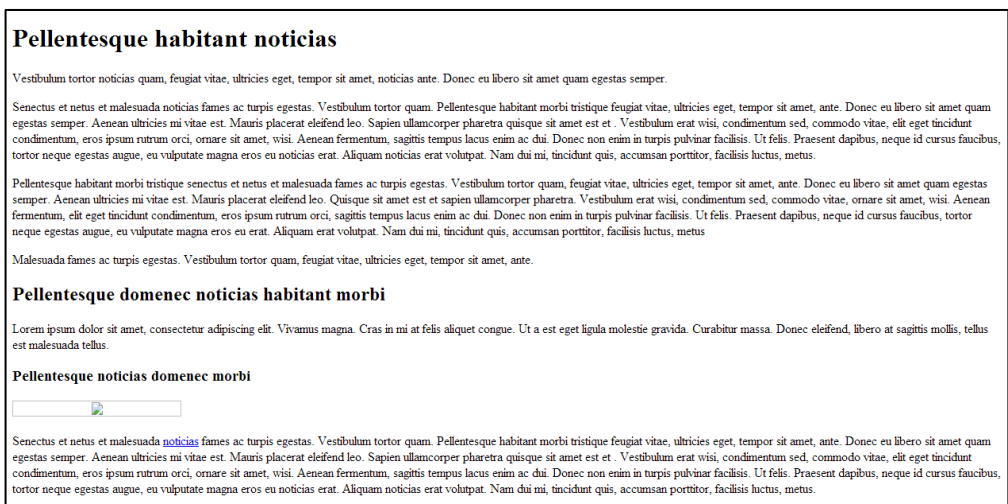 Pellentesque habitant noticias
Vestibulum tortor noticias quam, feugiat vitae, ultricies eget, tempor sit amet, noticias ante. Donec eu libero sit amet quam egestas semper.
Senectus et netus et malesuada noticias fames ac turpis egestas. Vestibulum tortor quam. Pellentesque habitant morbi tristique feugiat vitae, ultricies eget, tempor sit amet, ante. Donec eu libero sit amet quam
egestas semper. Aenean ultricies mi vitae est. Mauris placerat eleifend leo. Sapien ullamcorper pharetra quisque sit amet est et . Vestibulum erat wisi, condimentum sed, commodo vitae, elit eget tincidunt
condimentum, eros ipsum rutrum orci, ornare sit amet, wisi. Aenean fermentum, sagittis tempus lacus enim ac dui. Donec non enim in turpis pulvinar facilisis. Ut felis. Praesent dapibus, neque id cursus faucibus,
tortor neque egestas augue, eu vulputate magna eros eu noticias erat. Aliquam noticias erat volutpat. Nam dui mi, tincidunt quis, accumsan porttitor, facilisis luctus, metus.
Pellentesque habitant morbi tristique senectus et netus et malesuada fames ac turpis egestas. Vestibulum tortor quam, feugiat vitae, ultricies eget, tempor sit amet, ante. Donec eu libero sit amet quam egestas
semper. Aenean ultricies mi vitae est. Mauris placerat eleifend leo. Quisque sit amet est et sapien ullamcorper pharetra. Vestibulum erat wisi, condimentum sed, commodo vitae, ornare sit amet, wisi. Aenean
fermentum, elit eget tincidunt condimentum, eros ipsum rutrum orci, sagittis tempus lacus enim ac dui. Donec non enim in turpis pulvinar facilisis. Ut felis. Praesent dapibus, neque id cursus faucibus, tortor
neque egestas augue, eu vulputate magna eros eu erat. Aliquam erat volutpat. Nam dui mi, tincidunt quis, accumsan porttitor, facilisis luctus, metus
Malesuada fames ac turpis egestas. Vestibulum tortor quam, feugiat vitae, ultricies eget, tempor sit amet, ante.
Pellentesque domenec noticias habitant morbi
Lorem ipsum dolor sit amet, consectetur adipiscing elit. Vivamus magna. Cras in mi at felis aliquet congue. Ut a est eget ligula molestie gravida. Curabitur massa. Donec eleifend, libero at sagittis mollis, tellus
est malesuada tellus.
Pellentesque noticias domenec morbi
Senectus et netus et malesuada noticias fames ac turpis egestas. Vestibulum tortor quam. Pellentesque habitant morbi tristique feugiat vitae, ultricies eget, tempor sit amet, ante. Donec eu libero sit amet quam
egestas semper. Aenean ultricies mi vitae est. Mauris placerat eleifend leo. Sapien ullamcorper pharetra quisque sit amet est et . Vestibulum erat wisi, condimentum sed, commodo vitae, elit eget tincidunt
condimentum, eros ipsum rutrum orci, ornare sit amet, wisi. Aenean fermentum, sagittis tempus lacus enim ac dui. Donec non enim in turpis pulvinar facilisis. Ut felis. Praesent dapibus, neque id cursus faucibus,
tortor neque egestas augue, eu vulputate magna eros eu noticias erat. Aliquam noticias erat volutpat. Nam dui mi, tincidunt quis, accumsan porttitor, facilisis luctus, metus.